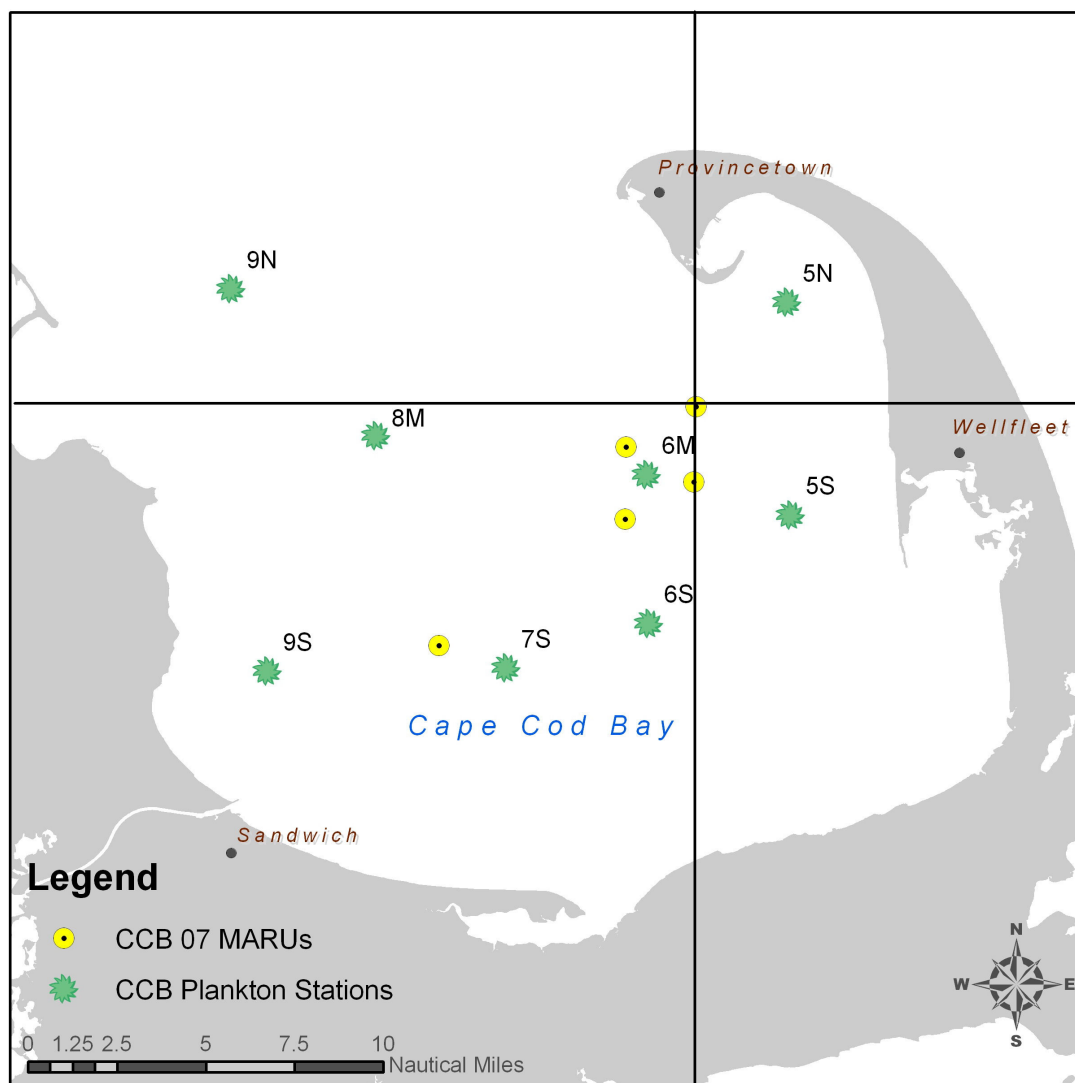 Provincetown
9N
5N
8M
Wellfleet
6M
5S
6S
9S
7S
Cape Cod Bay
Sandwich
Legend
CCB 07 MARUs
CCB Plankton Stations
N
W E
S
0 1.25 2.5 5 7.5 10
Nautical Miles